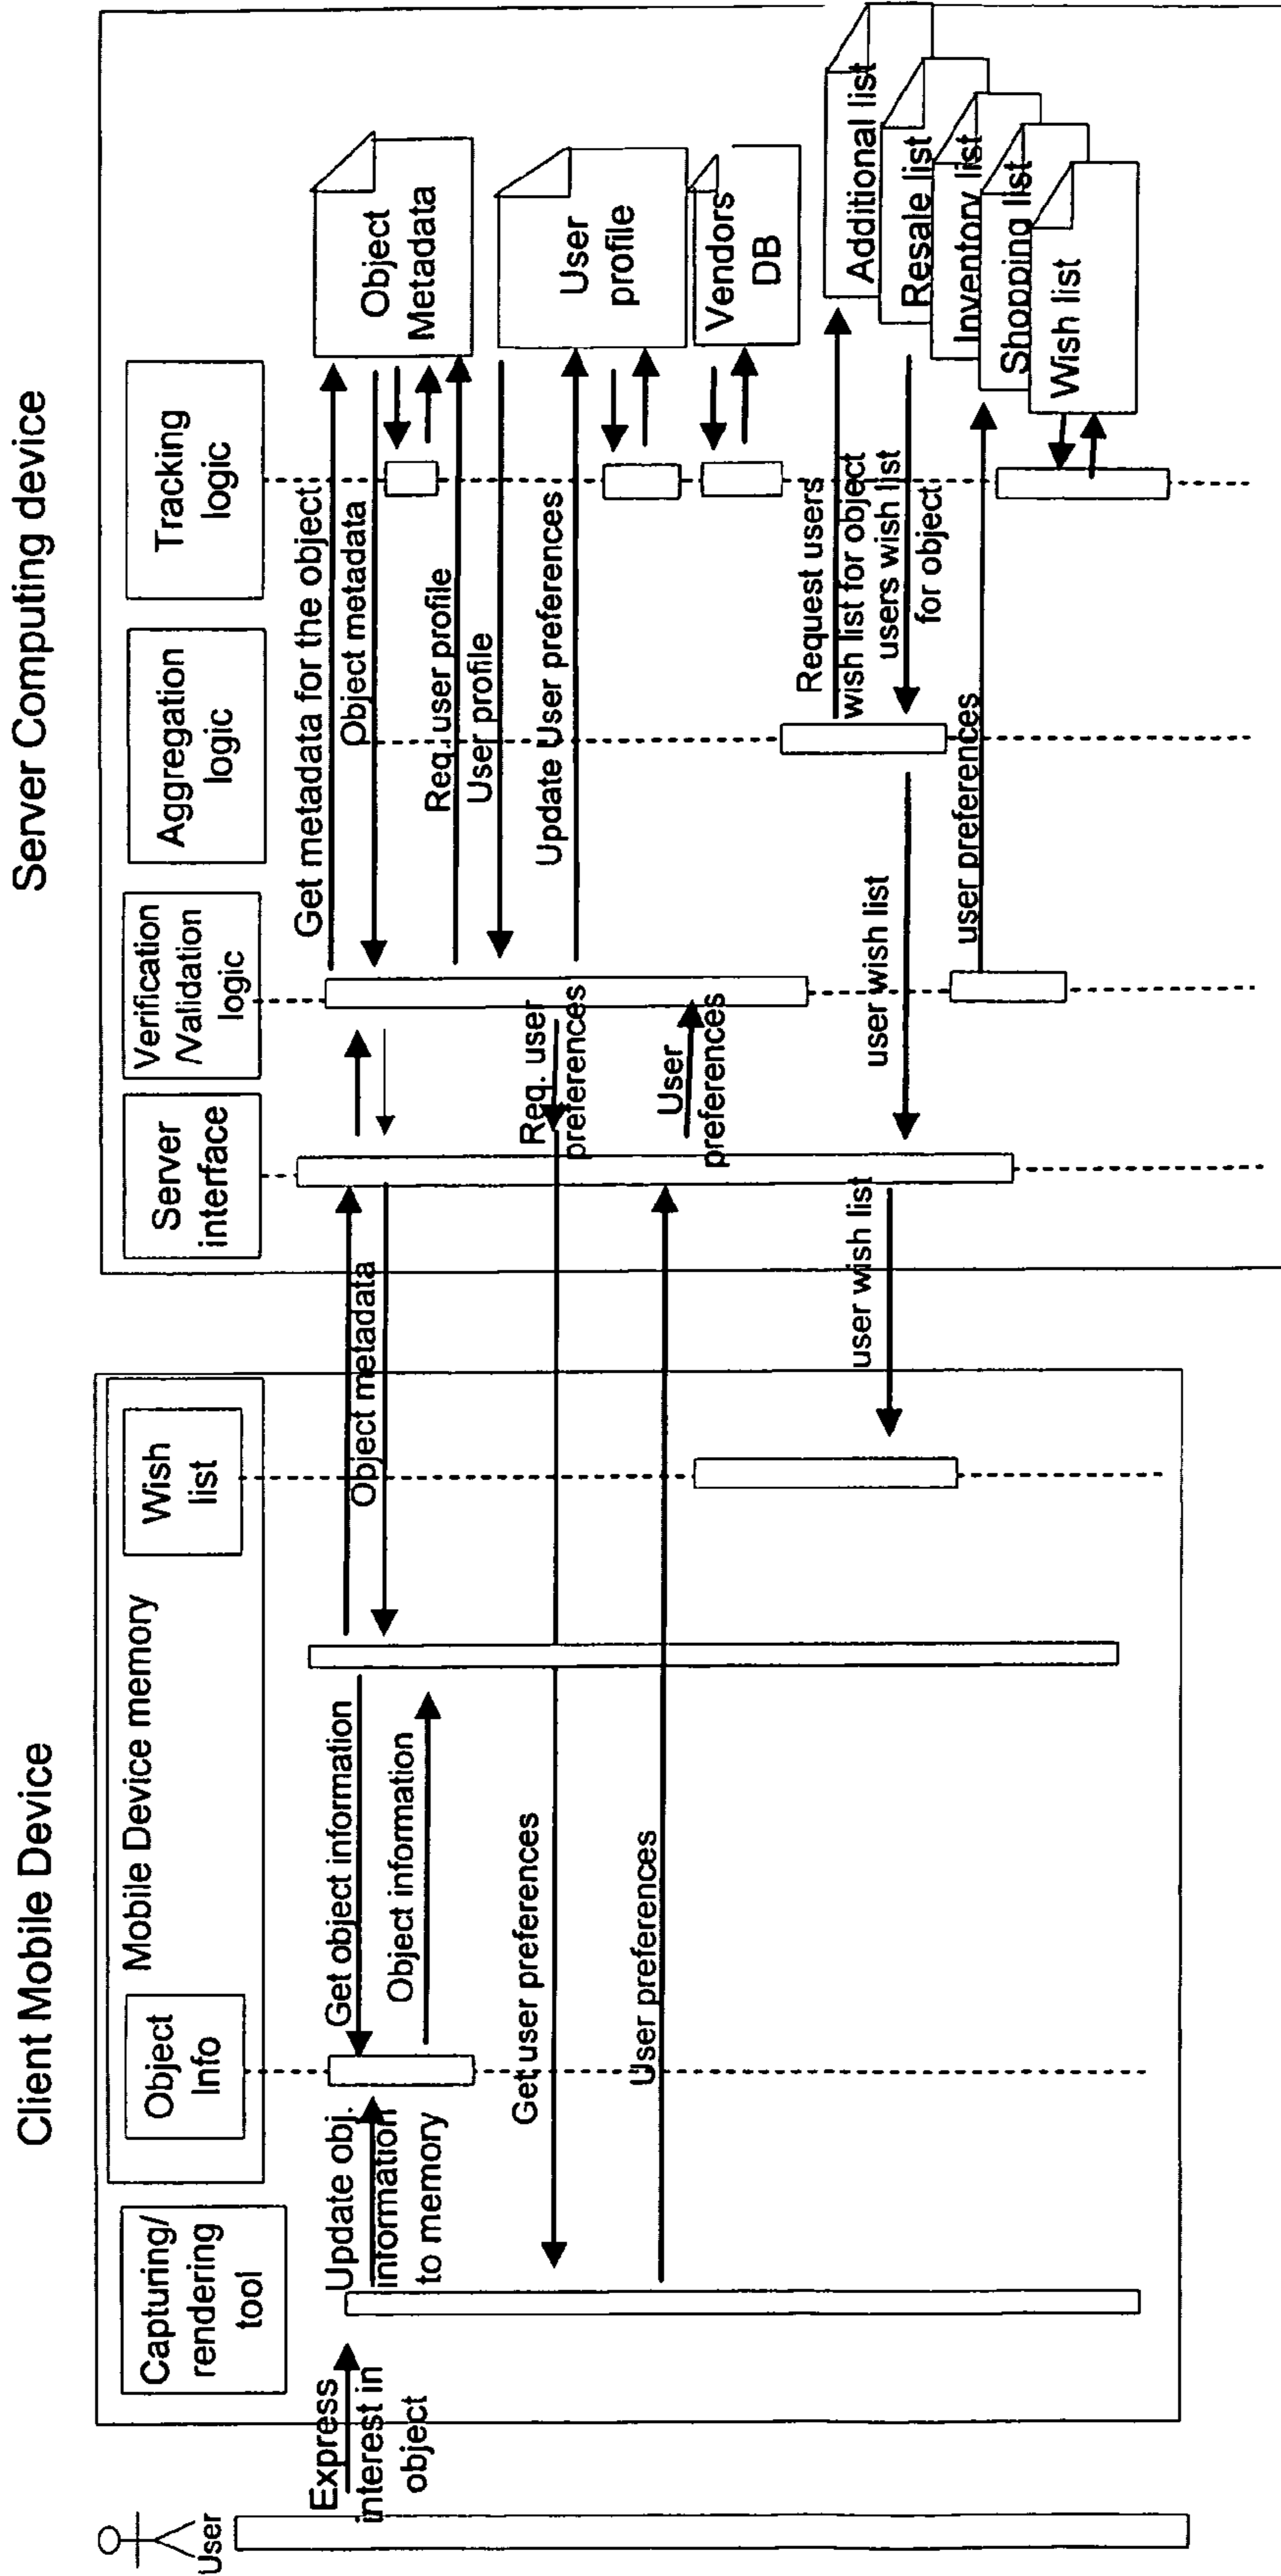 Client Mobile Device
Server Computing device
User
Capturing/
rendering
tool
Object
Info
Mobile Device memory
Wish
list
Server
interface
Verification
/Validation
logic
Aggregation
logic
Tracking
logic
Express
interest in
object
Update obj.
information
to memory
Get object information
Object information
Object metadata
Get metadata for the object
Object metadata
Req. user profile
User profile
Update User preferences
Req. user
preferences
Get user preferences
User preferences
User
preferences
Request users
wish list for object
users wish list
for object
user wish list
user wish list
user preferences
Object
Metadata
User
profile
Vendors
DB
Additional list
Resale list
Inventory list
Shopping list
Wish list